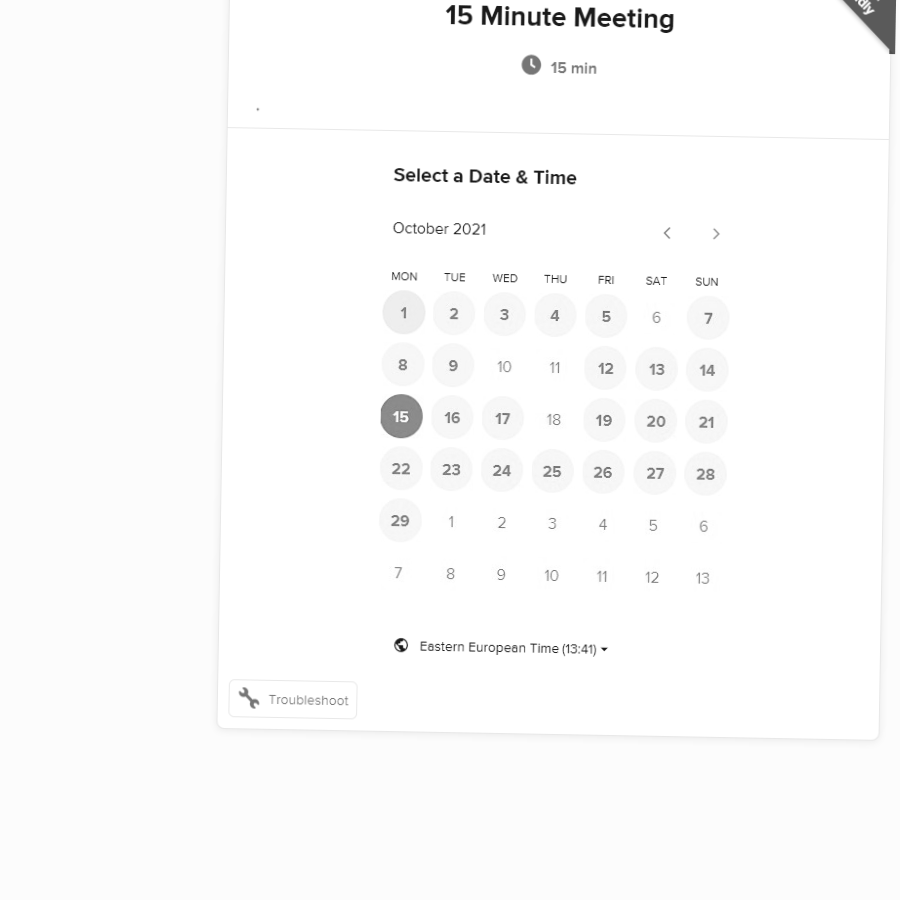 15 Minute Meeting
15 min
Select a Date & Time
October 2021
MON TUE WED THU FRI SAT SUN
1 2 3 4 5 6 7
8 9 10 11 12 13 14
15 16 17 18 19 20 21
22 23 24 25 26 27 28
29 1 2 3 4 5 6
7 8 9 10 11 12 13
Eastern European Time (13:41)
Troubleshoot